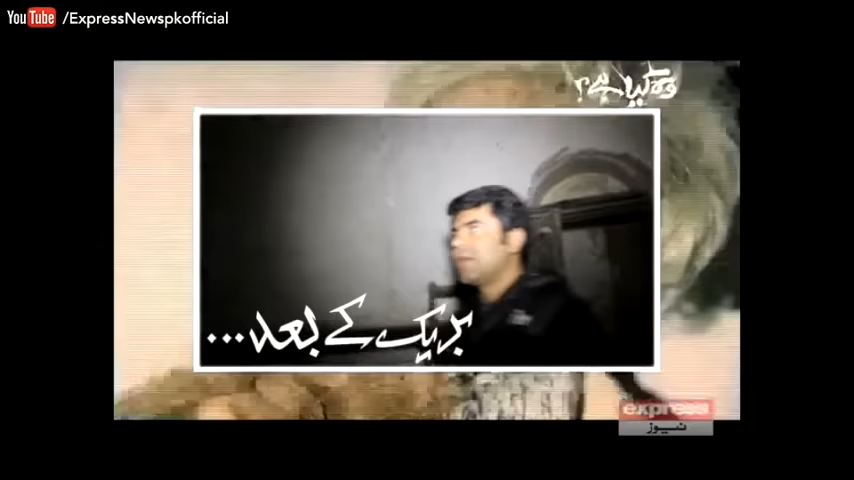 YouTube /ExpressNewspkofficial
وہ کیا ہے؟
بریک کے بعد...
express
نیوز